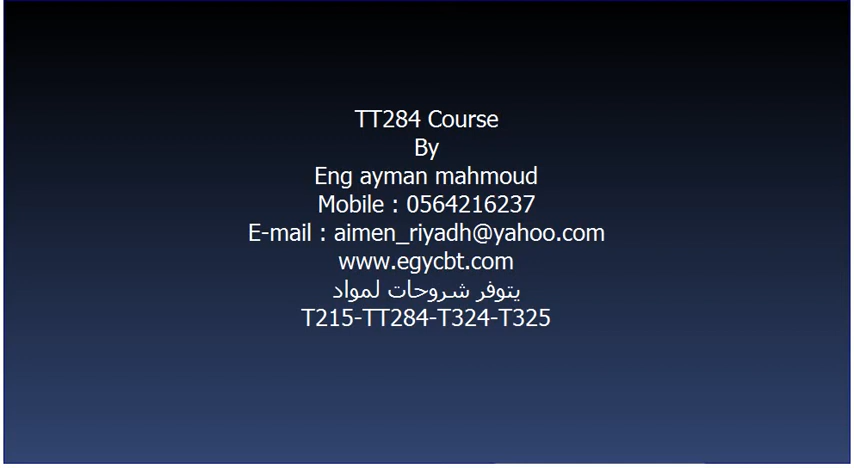 TT284 Course
By
Eng ayman mahmoud
Mobile : 0564216237
E-mail : aimen_riyadh@yahoo.com
www.egycbt.com
يتوفر شروحات لمواد
T215-TT284-T324-T325